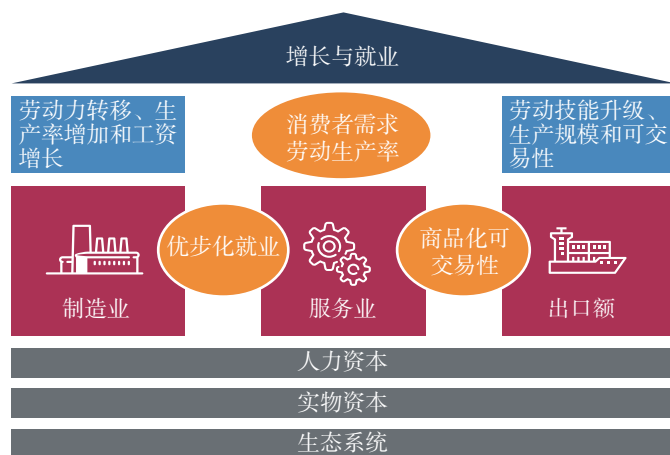 增长与就业
劳动力转移、生
产率增加和工资
增长
消费者需求
劳动生产率
劳动技能升级、
生产规模和可交
易性
制造业
优步化就业
服务业
商品化可
交易性
出口额
人力资本
实物资本
生态系统